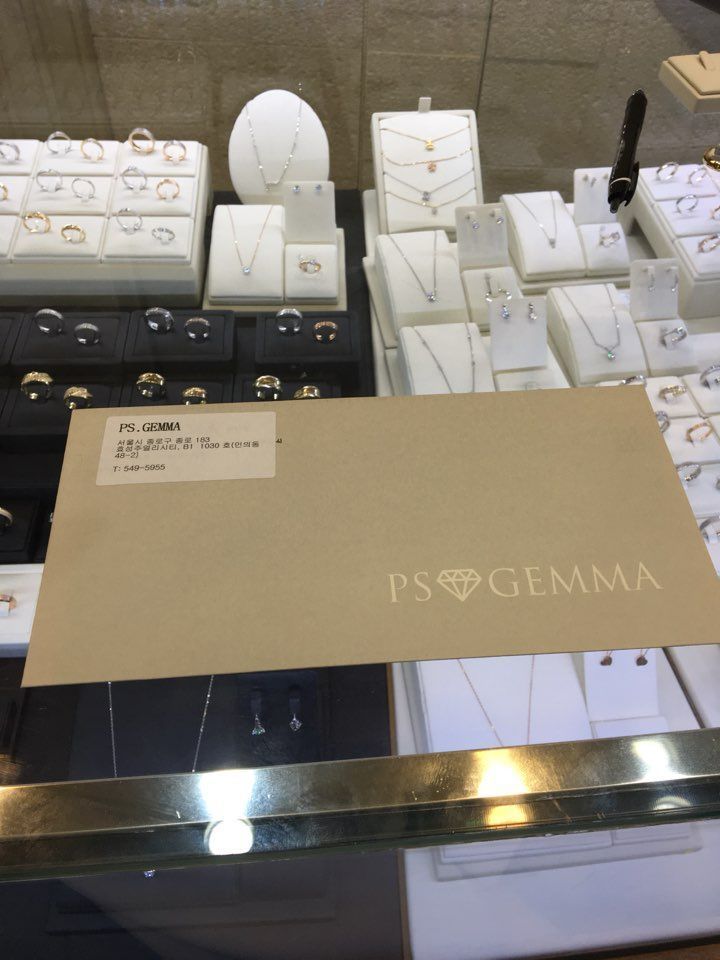 PS.GEMMA
서울시 종로구 종로 183
효성주얼리시티, B1 1030 호(인의동
48-2)
T: 549-5955
PS GEMMA